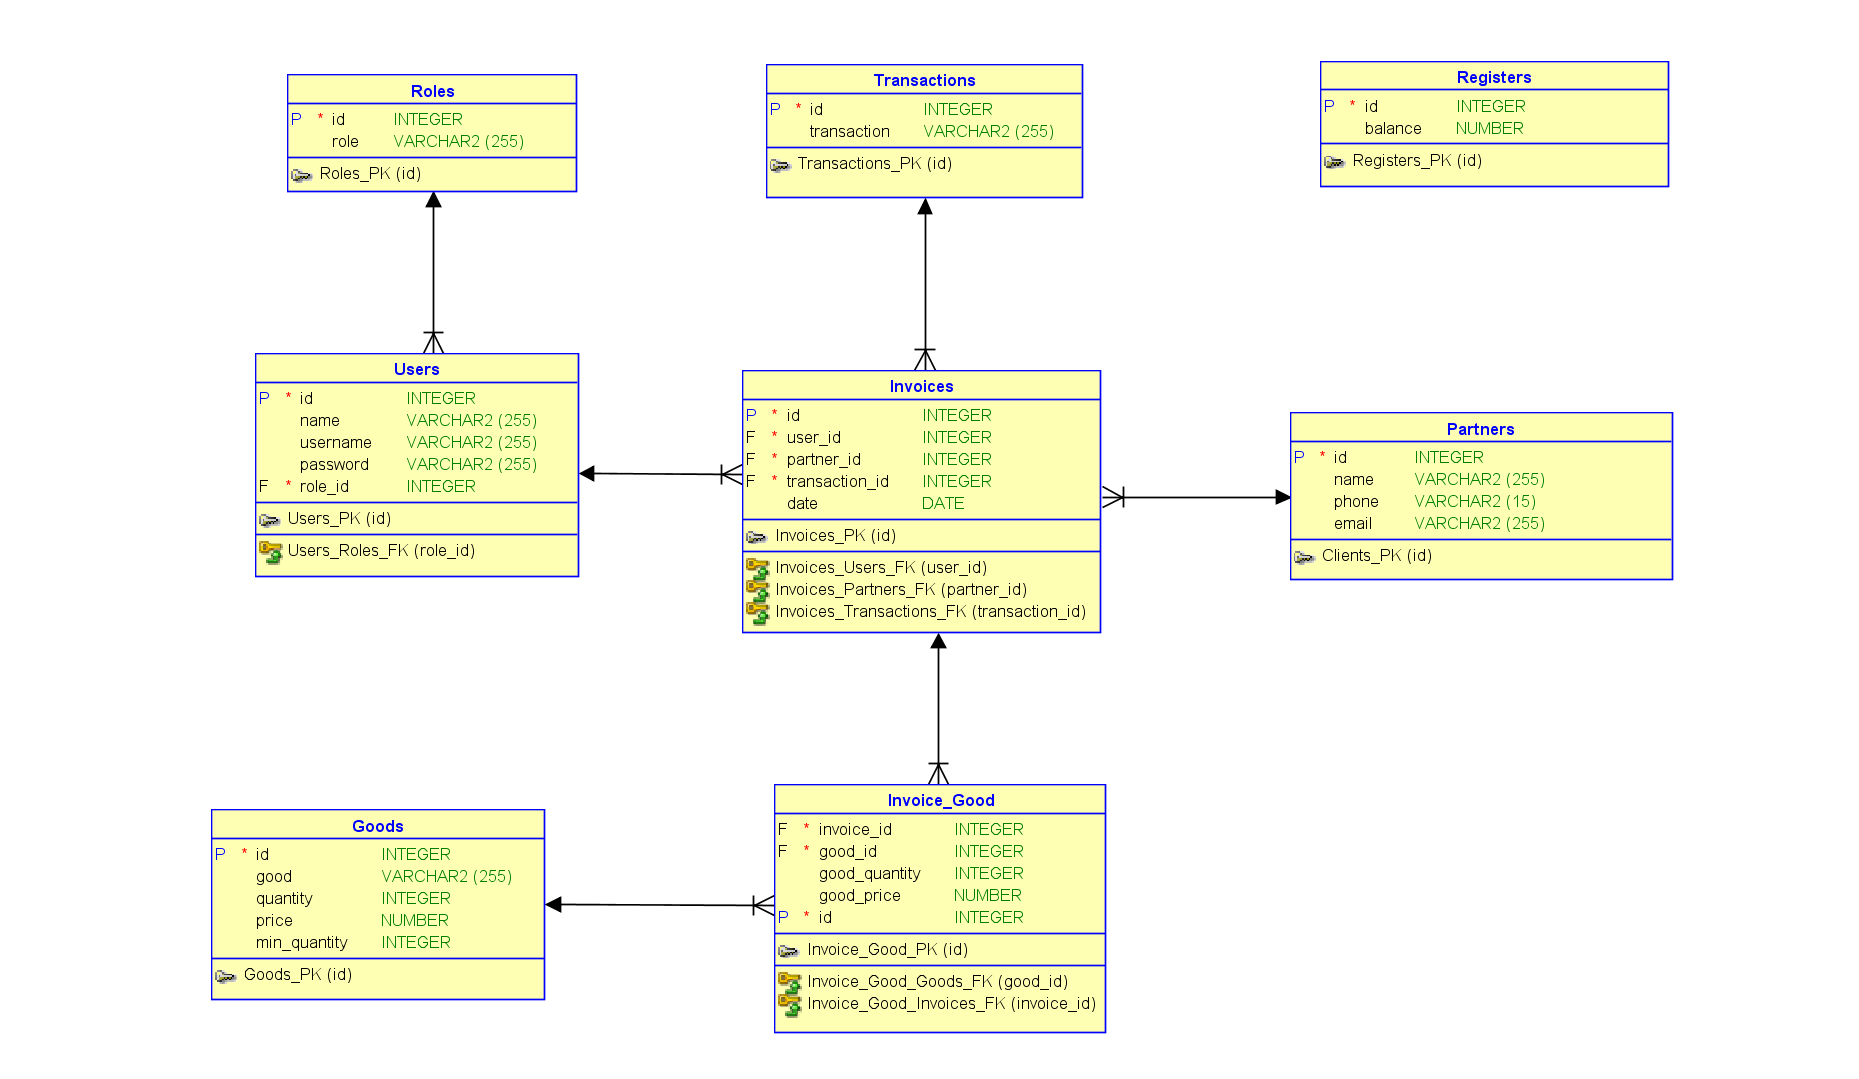 Roles
P * id INTEGER
role VARCHAR2 (255)
Roles_PK (id)
Transactions
P * id INTEGER
transaction VARCHAR2 (255)
Transactions_PK (id)
Registers
P * id INTEGER
balance NUMBER
Registers_PK (id)
Users
P * id INTEGER
name VARCHAR2 (255)
username VARCHAR2 (255)
password VARCHAR2 (255)
F * role_id INTEGER
Users_PK (id)
Users_Roles_FK (role_id)
Invoices
P * id INTEGER
F * user_id INTEGER
F * partner_id INTEGER
F * transaction_id INTEGER
date DATE
Invoices_PK (id)
Invoices_Users_FK (user_id)
Invoices_Partners_FK (partner_id)
Invoices_Transactions_FK (transaction_id)
Partners
P * id INTEGER
name VARCHAR2 (255)
phone VARCHAR2 (15)
email VARCHAR2 (255)
Clients_PK (id)
Goods
P * id INTEGER
good VARCHAR2 (255)
quantity INTEGER
price NUMBER
min_quantity INTEGER
Goods_PK (id)
Invoice_Good
F * invoice_id INTEGER
F * good_id INTEGER
good_quantity INTEGER
good_price NUMBER
P * id INTEGER
Invoice_Good_PK (id)
Invoice_Good_Goods_FK (good_id)
Invoice_Good_Invoices_FK (invoice_id)